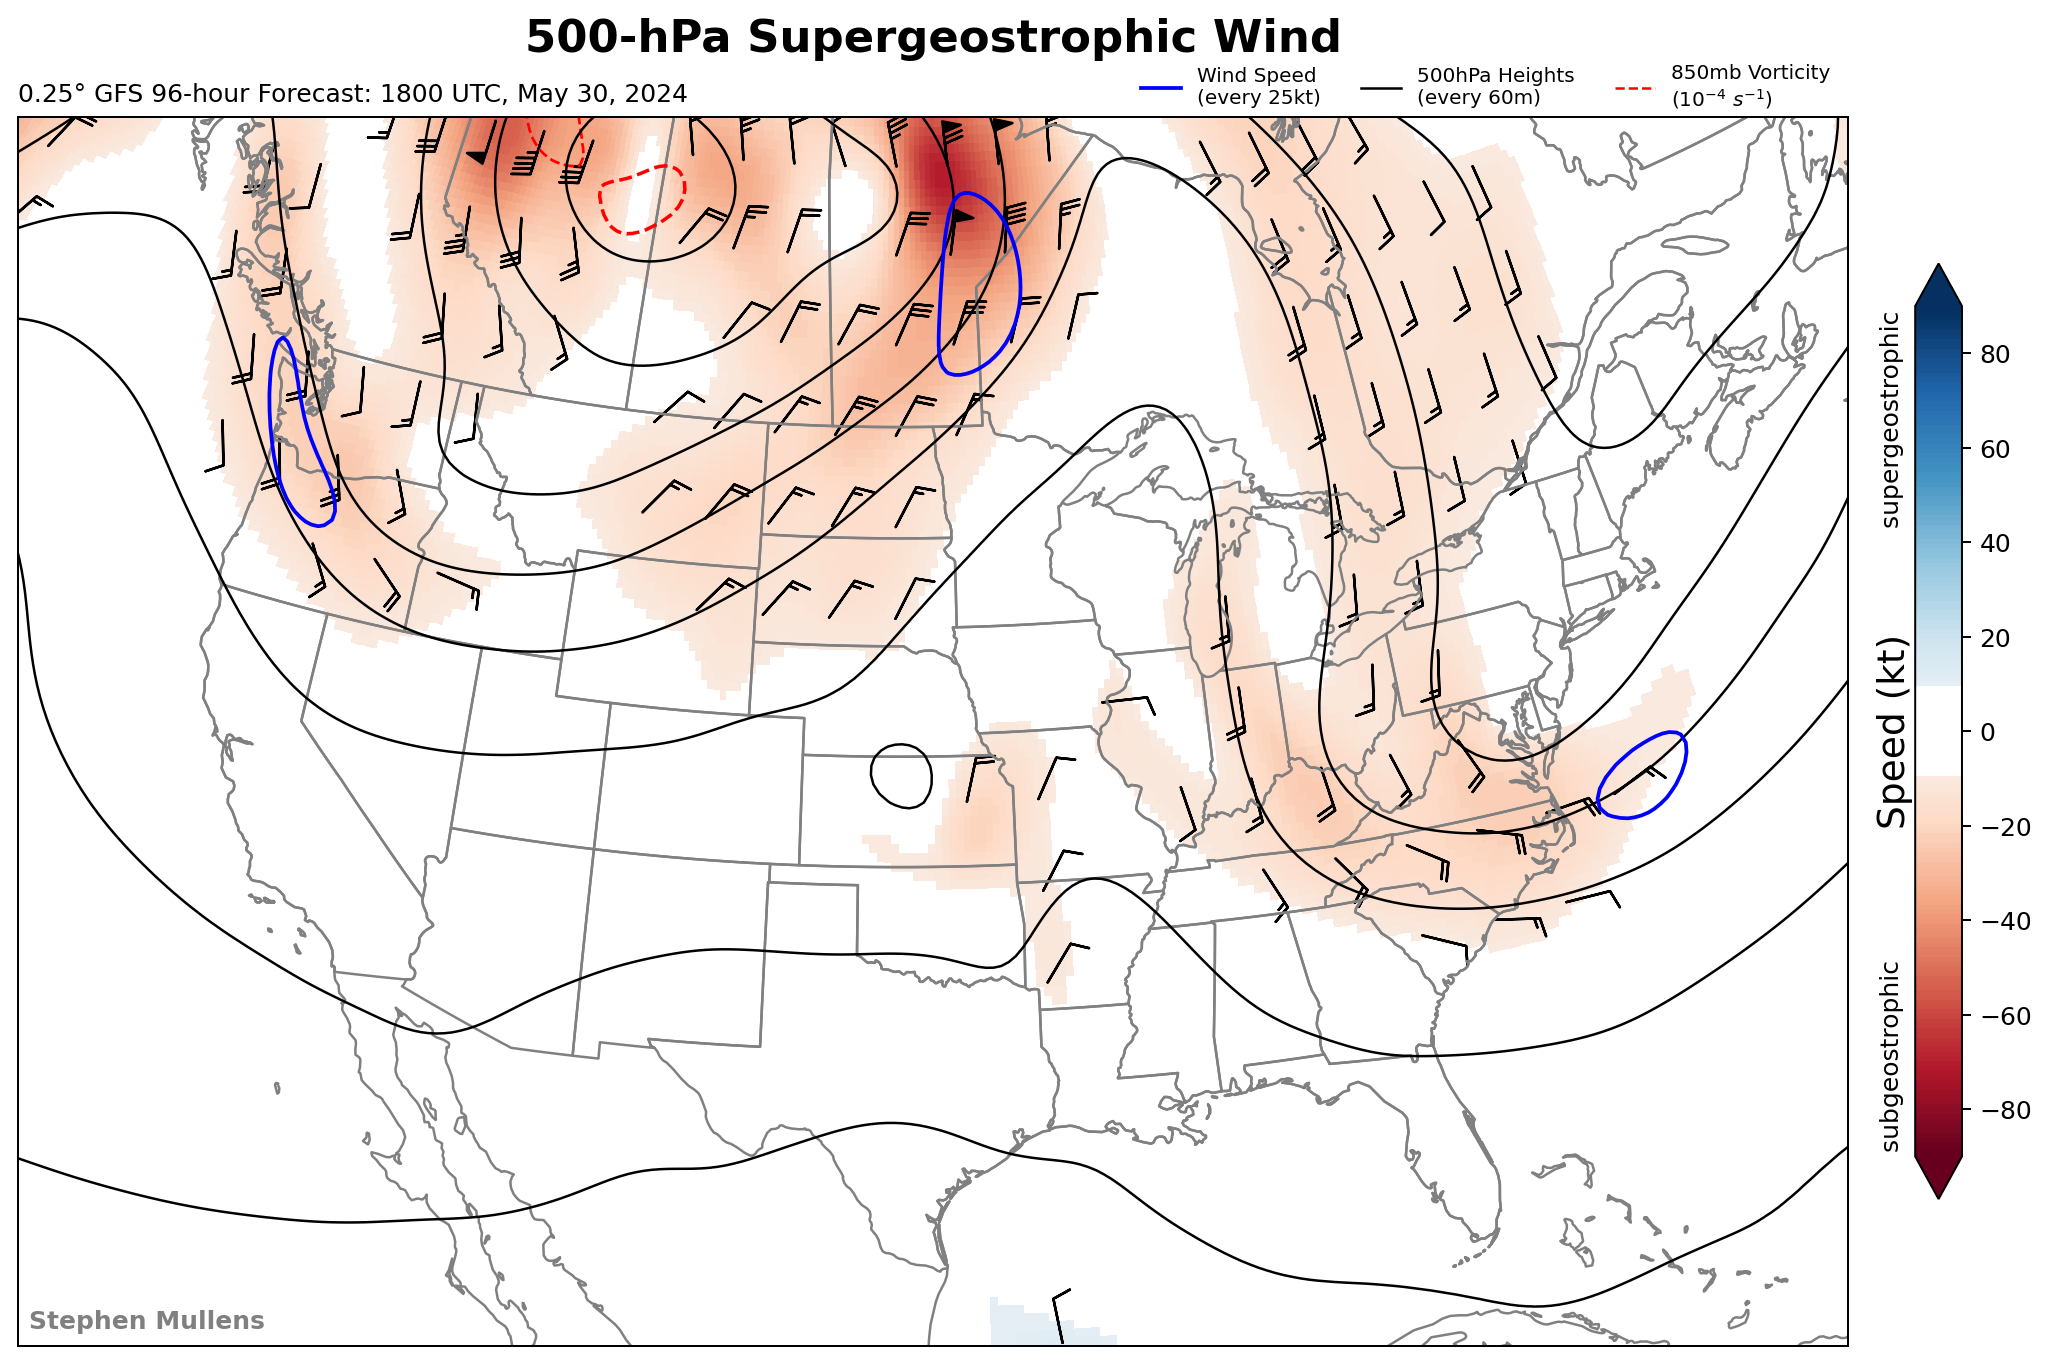 500-hPa Supergeostrophic Wind
0.25° GFS 96-hour Forecast: 1800 UTC, May 30, 2024
Wind Speed
(every 25kt)
500hPa Heights
(every 60m)
850mb Vorticity
(10⁻⁴ s⁻¹)
supergeostrophic
Speed (kt)
subgeostrophic
80
60
40
20
0
−20
−40
−60
−80
Stephen Mullens